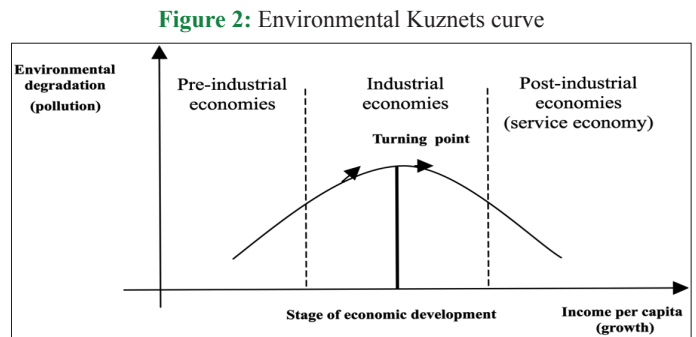 Figure 2: Environmental Kuznets curve
Environmental
degradation
(pollution)
Pre-industrial
economies
Industrial
economies
Post-industrial
economies
(service economy)
Turning point
Stage of economic development
Income per capita
(growth)